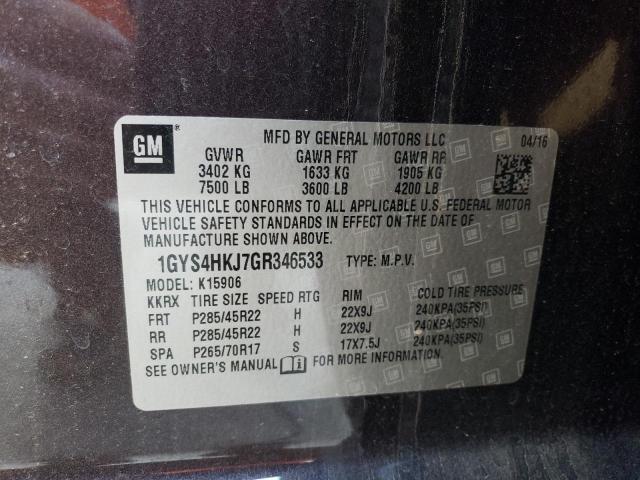 GM ® MFD BY GENERAL MOTORS LLC 04/16
GVWR GAWR FRT GAWR RR
3402 KG 1633 KG 1905 KG
7500 LB 3600 LB 4200 LB
THIS VEHICLE CONFORMS TO ALL APPLICABLE U.S. FEDERAL MOTOR
VEHICLE SAFETY STANDARDS IN EFFECT ON THE DATE OF
MANUFACTURE SHOWN ABOVE.
1GYS4HKJ7GR346533 TYPE: M.P.V.
MODEL: K15906
KKRX TIRE SIZE SPEED RTG RIM COLD TIRE PRESSURE
FRT P285/45R22 H 22X9J 240KPA(35PSI)
RR P285/45R22 H 22X9J 240KPA(35PSI)
SPA P265/70R17 S 17X7.5J 240KPA(35PSI)
SEE OWNER'S MANUAL FOR MORE INFORMATION.